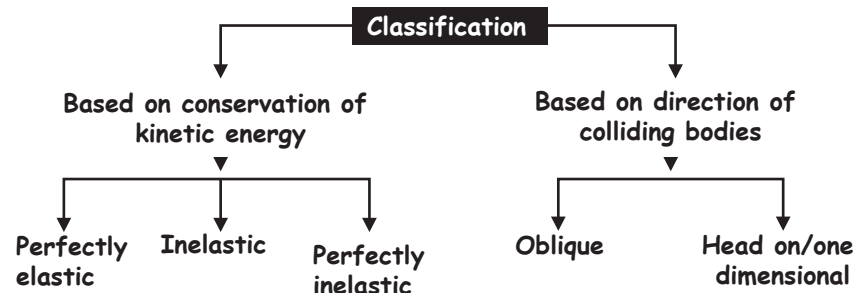 Classification
Based on conservation of
kinetic energy
Based on direction of
colliding bodies
Perfectly
elastic
Inelastic
Perfectly
inelastic
Oblique
Head on/one
dimensional